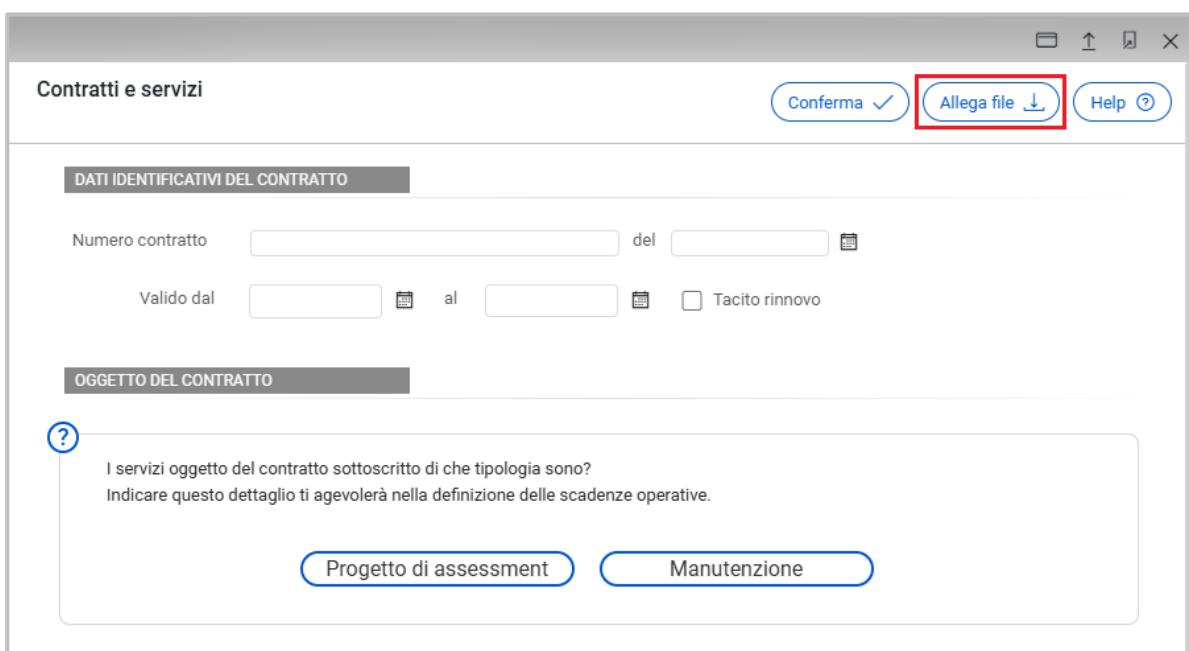 Contratti e servizi
Conferma
Allega file
Help ?
DATI IDENTIFICATIVI DEL CONTRATTO
Numero contratto del
Valido dal al Tacito rinnovo
OGGETTO DEL CONTRATTO
?
I servizi oggetto del contratto sottoscritto di che tipologia sono?
Indicare questo dettaglio ti agevolerà nella definizione delle scadenze operative.
Progetto di assessment Manutenzione